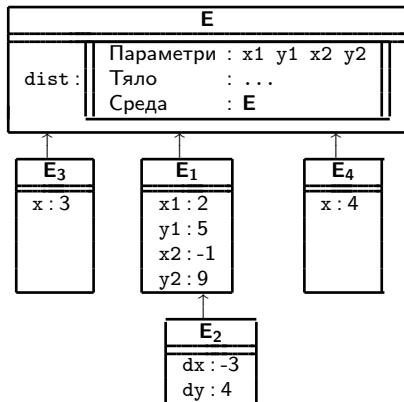 E
Параметри : x1 y1 x2 y2
dist : Тяло : ...
Среда : E
E3 E1 E4
x : 3 x1 : 2 x : 4
y1 : 5
x2 : -1
y2 : 9
E2
dx : -3
dy : 4